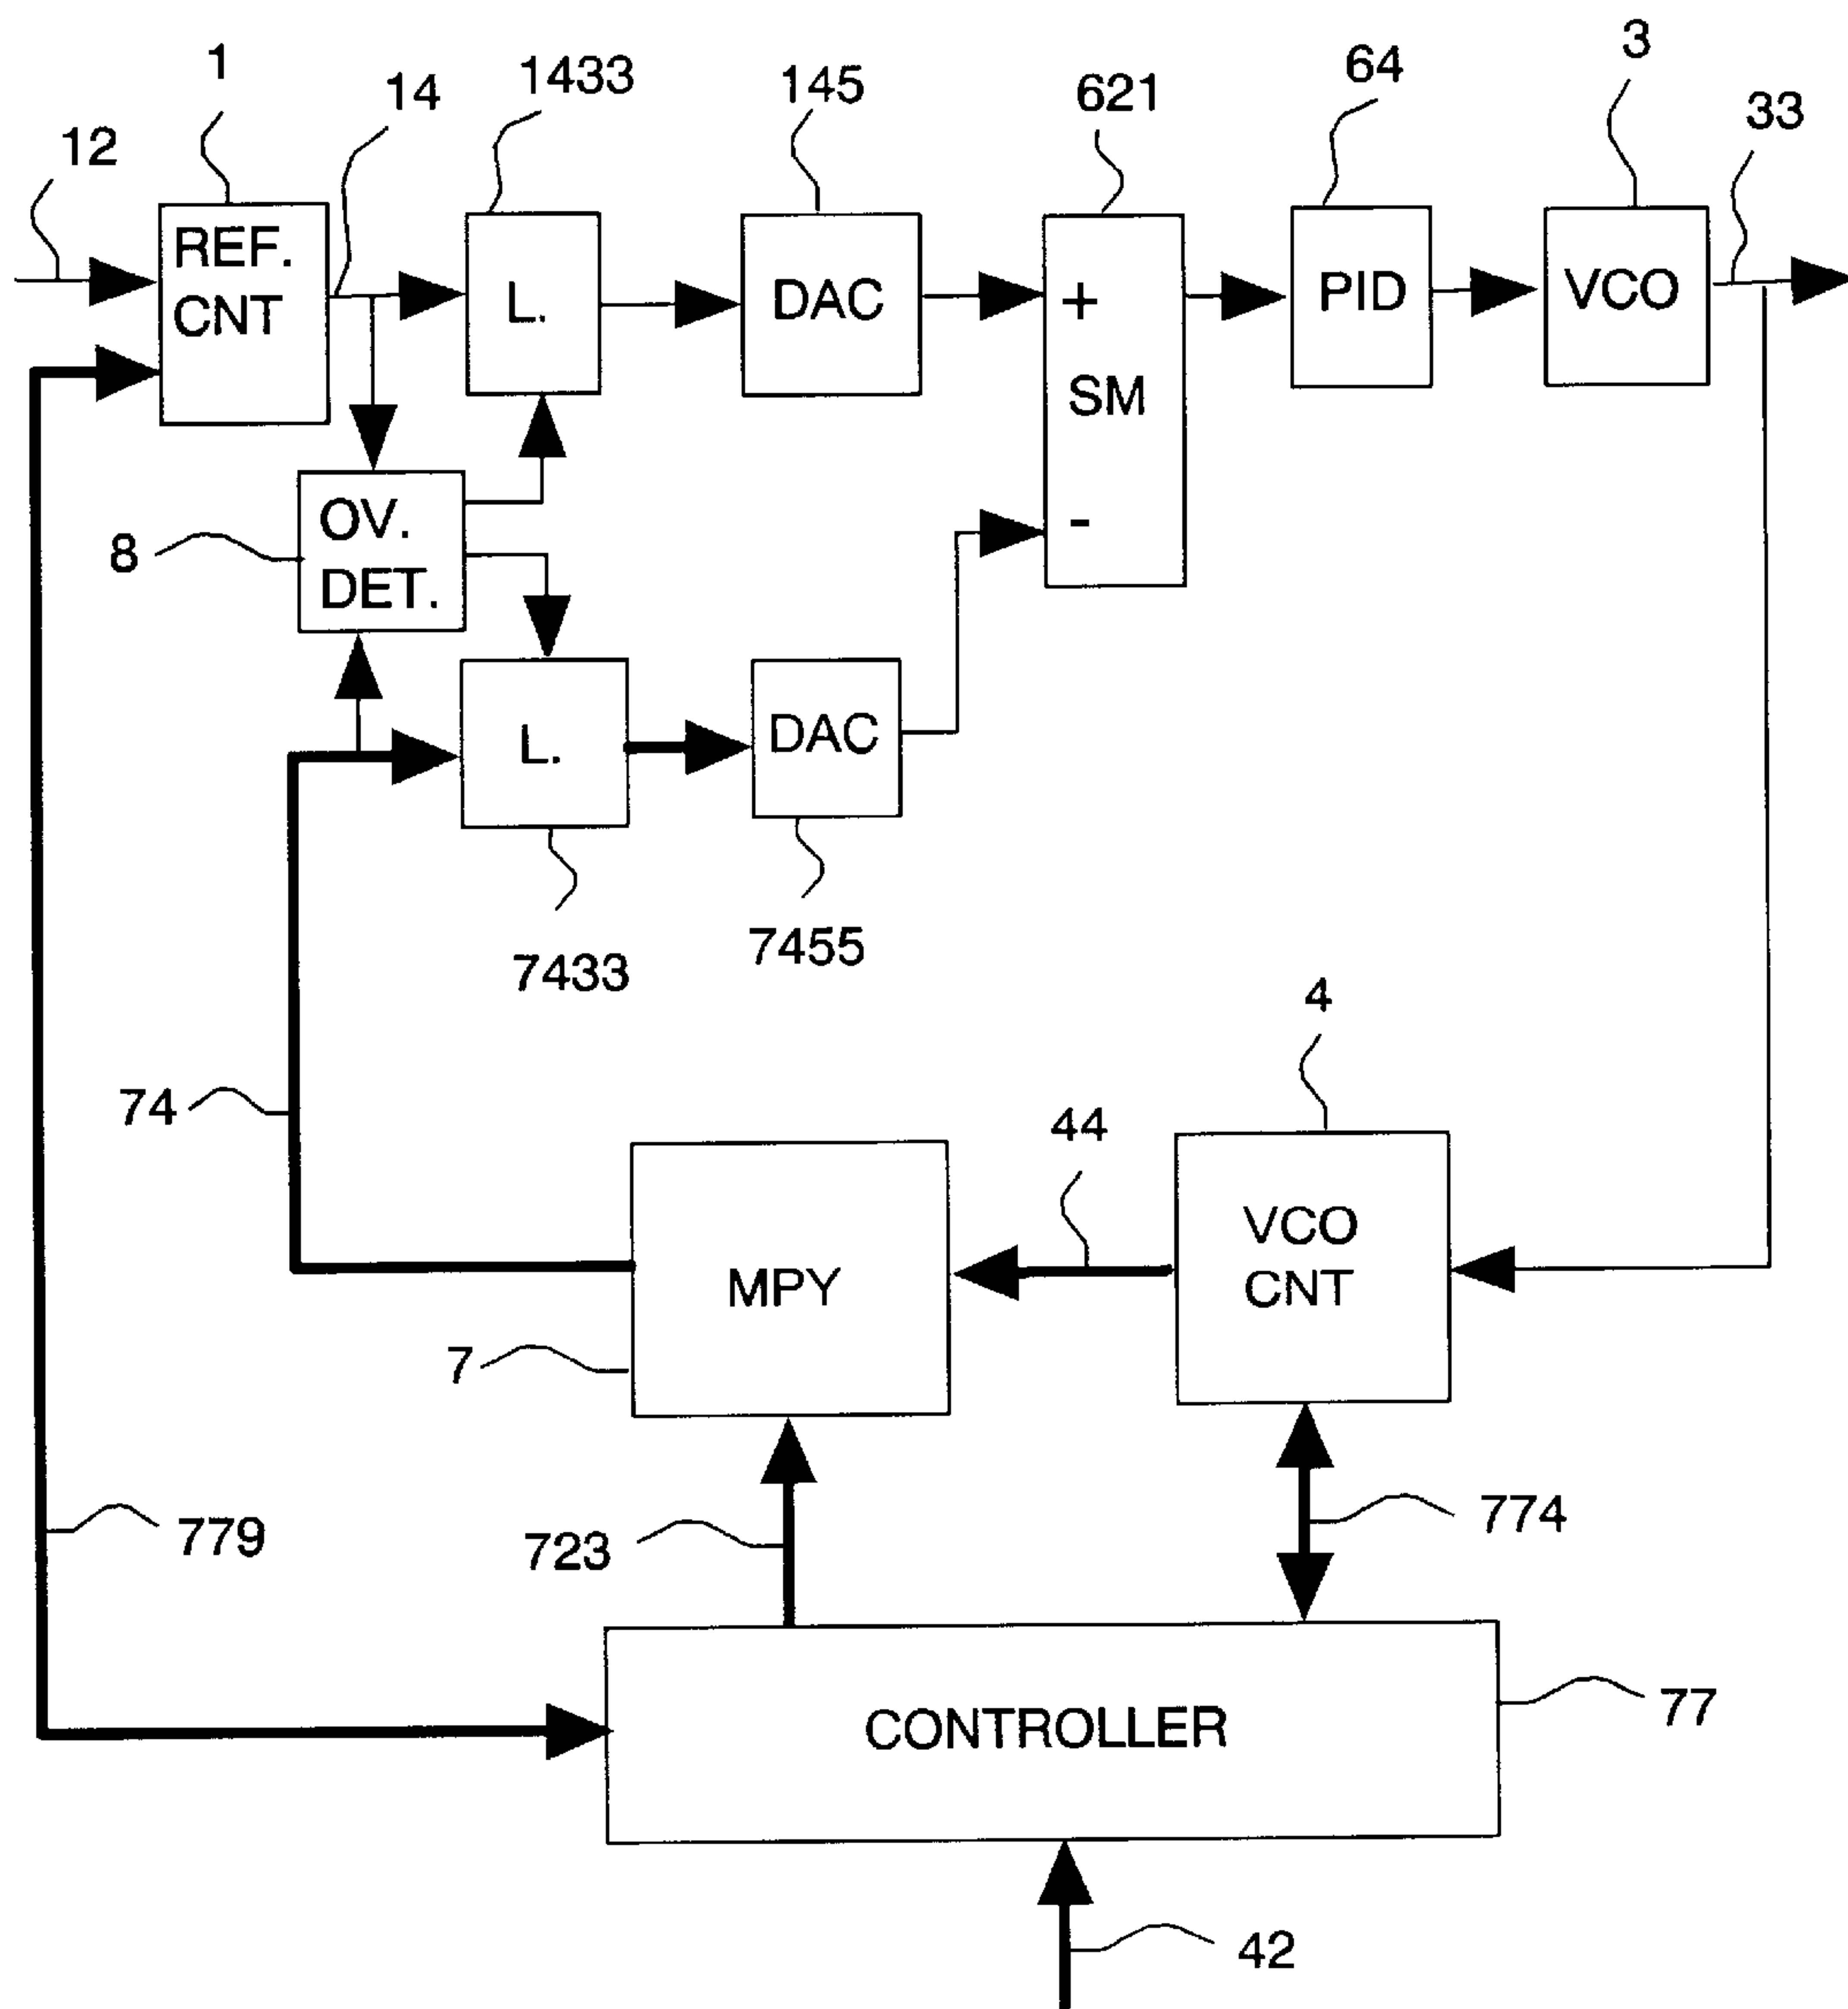 1
14
1433
145
621
64
3
33
12
REF.
CNT
L.
DAC
+
SM
-
PID
VCO
8
OV.
DET.
L.
DAC
7433
7455
4
74
44
MPY
VCO
CNT
7
779
723
774
CONTROLLER
77
42